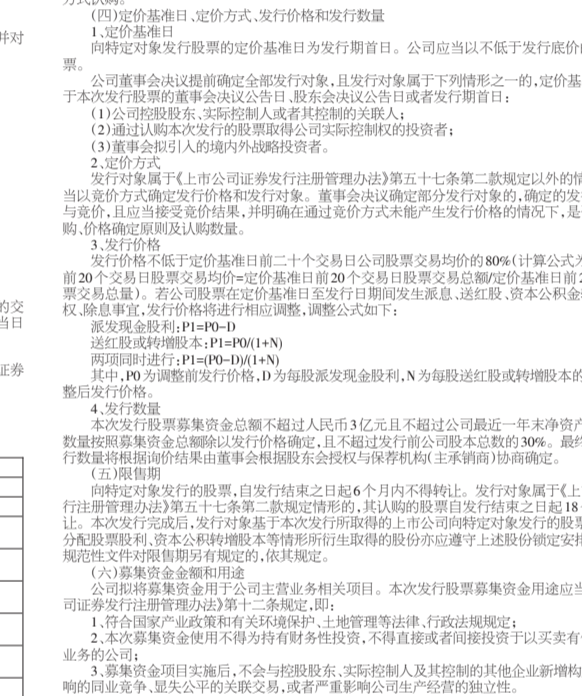 并对
的交
当日
证券
方式认购。
(四)定价基准日、定价方式、发行价格和发行数量
1、定价基准日
向特定对象发行股票的定价基准日为发行期首日。公司应当以不低于发行底价
票。
公司董事会决议提前确定全部发行对象,且发行对象属于下列情形之一的,定价基
于本次发行股票的董事会决议公告日、股东会决议公告日或者发行期首日:
(1)公司控股股东、实际控制人或者其控制的关联人;
(2)通过认购本次发行的股票取得公司实际控制权的投资者;
(3)董事会拟引入的境内外战略投资者。
2、定价方式
发行对象属于《上市公司证券发行注册管理办法》第五十七条第二款规定以外的情
当以竞价方式确定发行价格和发行对象。董事会决议确定部分发行对象的,确定的发
与竞价,且应当接受竞价结果,并明确在通过竞价方式未能产生发行价格的情况下,是
购、价格确定原则及认购数量。
3、发行价格
发行价格不低于定价基准日前二十个交易日公司股票交易均价的80%(计算公式为
前20个交易日股票交易均价=定价基准日前20个交易日股票交易总额/定价基准日前2
票交易总量)。若公司股票在定价基准日至发行日期间发生派息、送红股、资本公积金
权、除息事宜,发行价格将进行相应调整,调整公式如下:
派发现金股利:P1=P0-D
送红股或转增股本:P1=P0/(1+N)
两项同时进行:P1=(P0-D)/(1+N)
其中,P0为调整前发行价格,D为每股派发现金股利,N为每股送红股或转增股本的
整后发行价格。
4、发行数量
本次发行股票募集资金总额不超过人民币3亿元且不超过公司最近一年末净资产
数量按照募集资金总额除以发行价格确定,且不超过发行前公司股本总数的30%。最终
行数量将根据询价结果由董事会根据股东会授权与保荐机构(主承销商)协商确定。
(五)限售期
向特定对象发行的股票,自发行结束之日起6个月内不得转让。发行对象属于《上
行注册管理办法》第五十七条第二款规定情形的,其认购的股票自发行结束之日起18
让。本次发行完成后,发行对象基于本次发行所取得的上市公司向特定对象发行的股票
分配股票股利、资本公积转增股本等情形所衍生取得的股份亦应遵守上述股份锁定安排
规范性文件对限售期另有规定的,依其规定。
(六)募集资金金额和用途
公司拟将募集资金用于公司主营业务相关项目。本次发行股票募集资金用途应当
司证券发行注册管理办法》第十二条规定,即:
1、符合国家产业政策和有关环境保护、土地管理等法律、行政法规规定;
2、本次募集资金使用不得为持有财务性投资,不得直接或者间接投资于以买卖有
业务的公司;
3、募集资金项目实施后,不会与控股股东、实际控制人及其控制的其他企业新增构
响的同业竞争、显失公平的关联交易,或者严重影响公司生产经营的独立性。